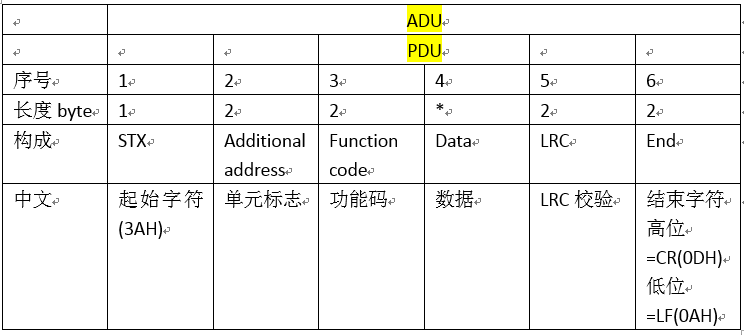 ADU
PDU
序号 1 2 3 4 5 6
长度 byte 1 2 2 * 2 2
构成 STX Additional address Function code Data LRC End
中文 起始字符(3AH) 单元标志 功能码 数据 LRC 校验 结束字符 高位 =CR(0DH) 低位 =LF(0AH)